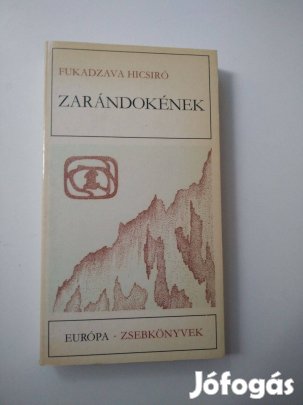 FUKADZAVA HICSIRÓ
ZARÁNDOKÉNEK
EURÓPA - ZSEBKÖNYVEK
Jófogás